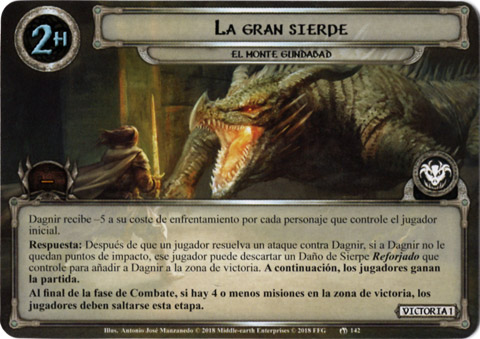 2H
La gran sierpe
El Monte Gundabad
Dagnir recibe –5 a su coste de enfrentamiento por cada personaje que controle el jugador
inicial.
Respuesta: Después de que un jugador resuelva un ataque contra Dagnir, si a Dagnir no le
quedan puntos de impacto, ese jugador puede descartar un Daño de Sierpe Reforjado que
controle para añadir a Dagnir a la zona de victoria. A continuación, los jugadores ganan
la partida.
Al final de la fase de Combate, si hay 4 o menos misiones en la zona de victoria, los
jugadores deben saltarse esta etapa.
Victoria 1
Illus. Antonio José Manzanedo © 2018 Middle-earth Enterprises © 2018 FFG 142